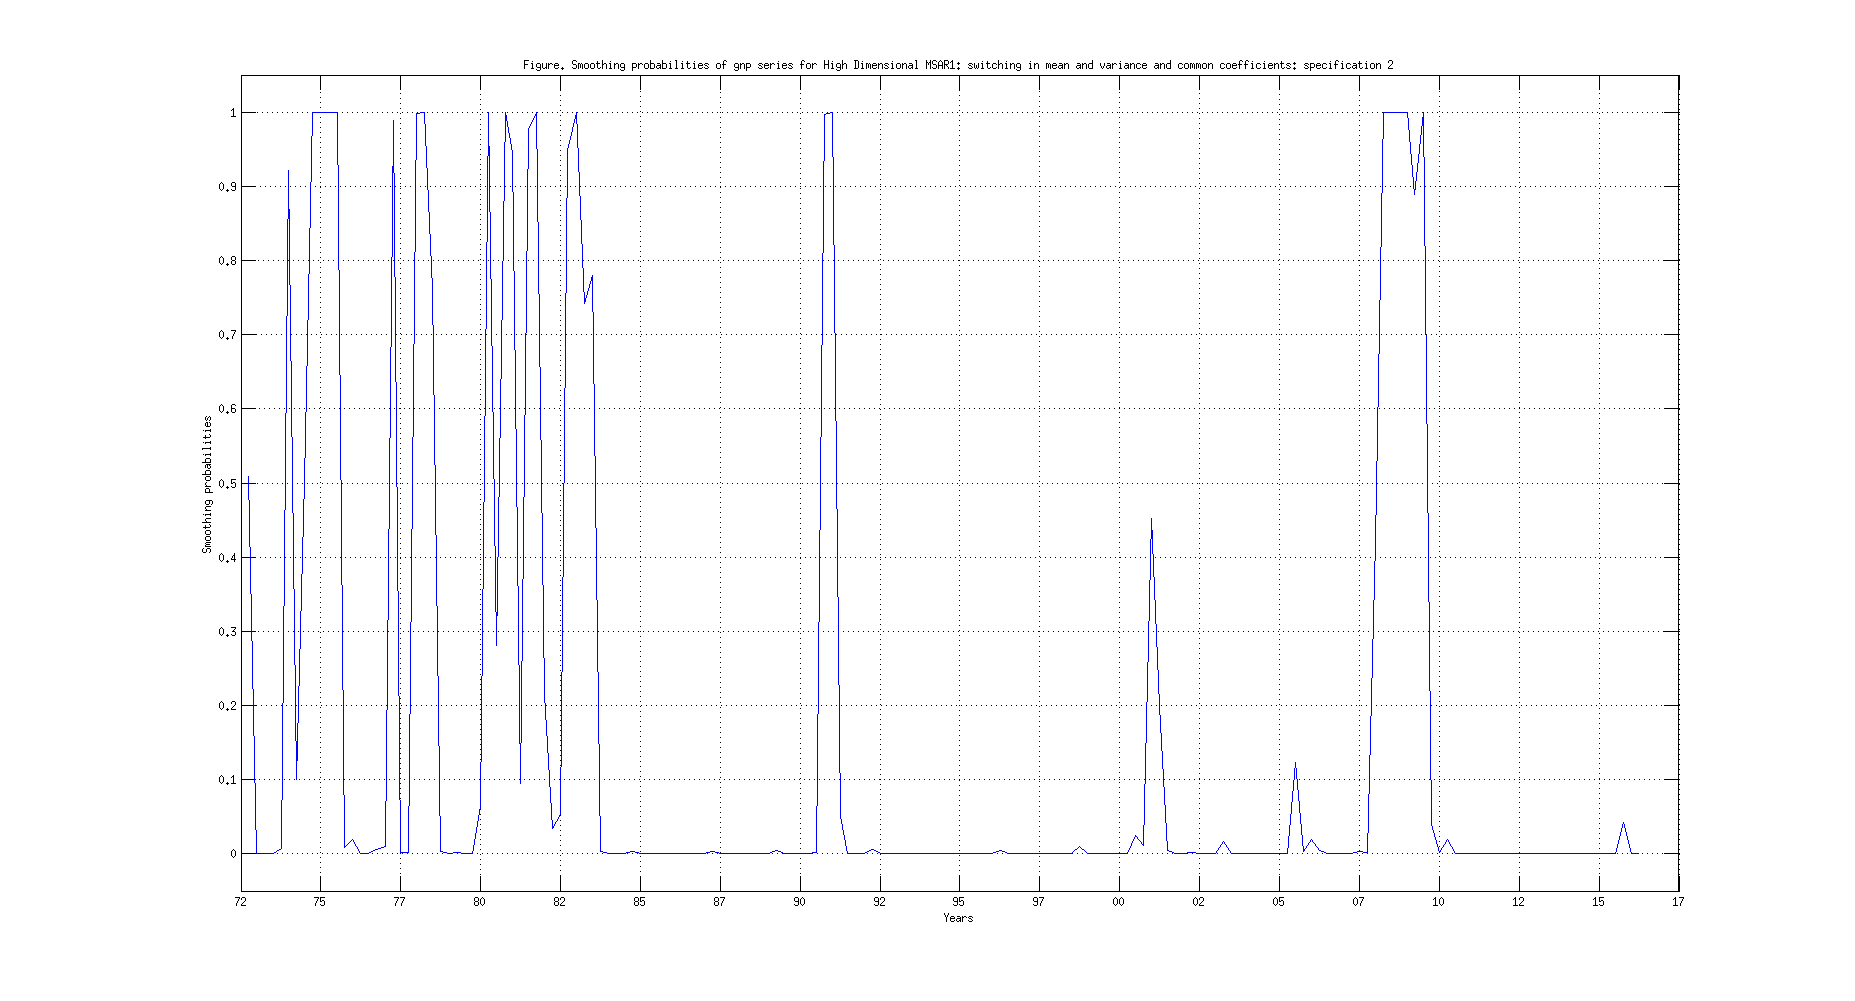 Figure. Smoothing probabilities of gnp series for High Dimensional MSAR1: switching in mean and variance and common coefficients: specification 2
1
0.9
0.8
0.7
0.6
0.5
0.4
0.3
0.2
0.1
0
Smoothing probabilities
72 75 77 80 82 85 87 90 92 95 97 00 02 05 07 10 12 15 17
Years